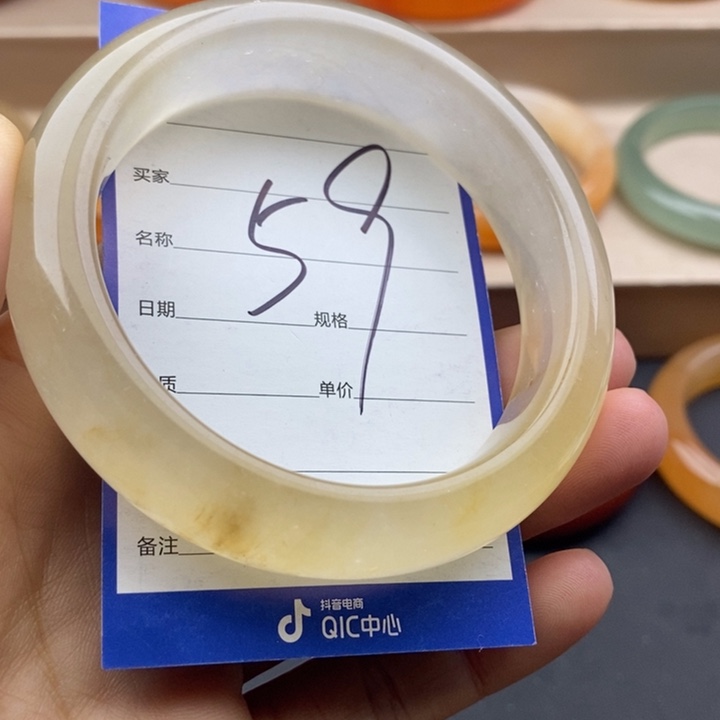 买家
59
名称
日期 规格
质 单价
备注
抖音电商
QIC中心